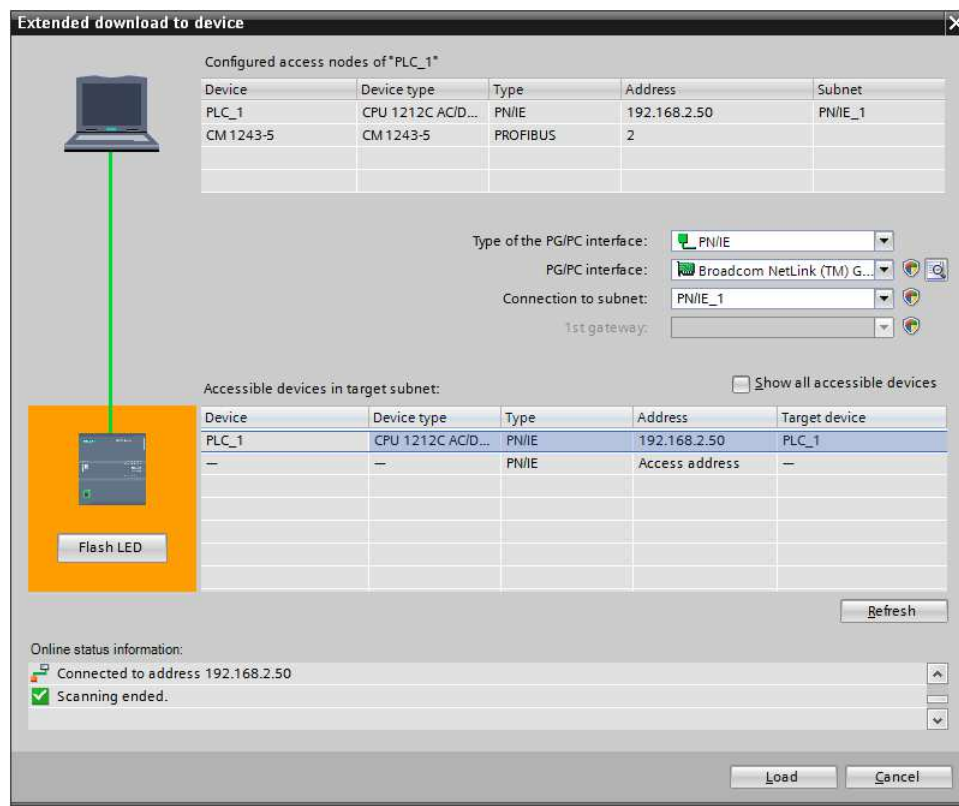 Extended download to device
Configured access nodes of "PLC_1"
Device Device type Type Address Subnet
PLC_1 CPU 1212C AC/D... PN/IE 192.168.2.50 PN/IE_1
CM 1243-5 CM 1243-5 PROFIBUS 2
Type of the PG/PC interface: PN/IE
PG/PC interface: Broadcom NetLink (TM) G...
Connection to subnet: PN/IE_1
1st gateway:
Accessible devices in target subnet: Show all accessible devices
Device Device type Type Address Target device
PLC_1 CPU 1212C AC/D... PN/IE 192.168.2.50 PLC_1
— — PN/IE Access address —
Flash LED
Refresh
Online status information:
Connected to address 192.168.2.50
Scanning ended.
Load Cancel